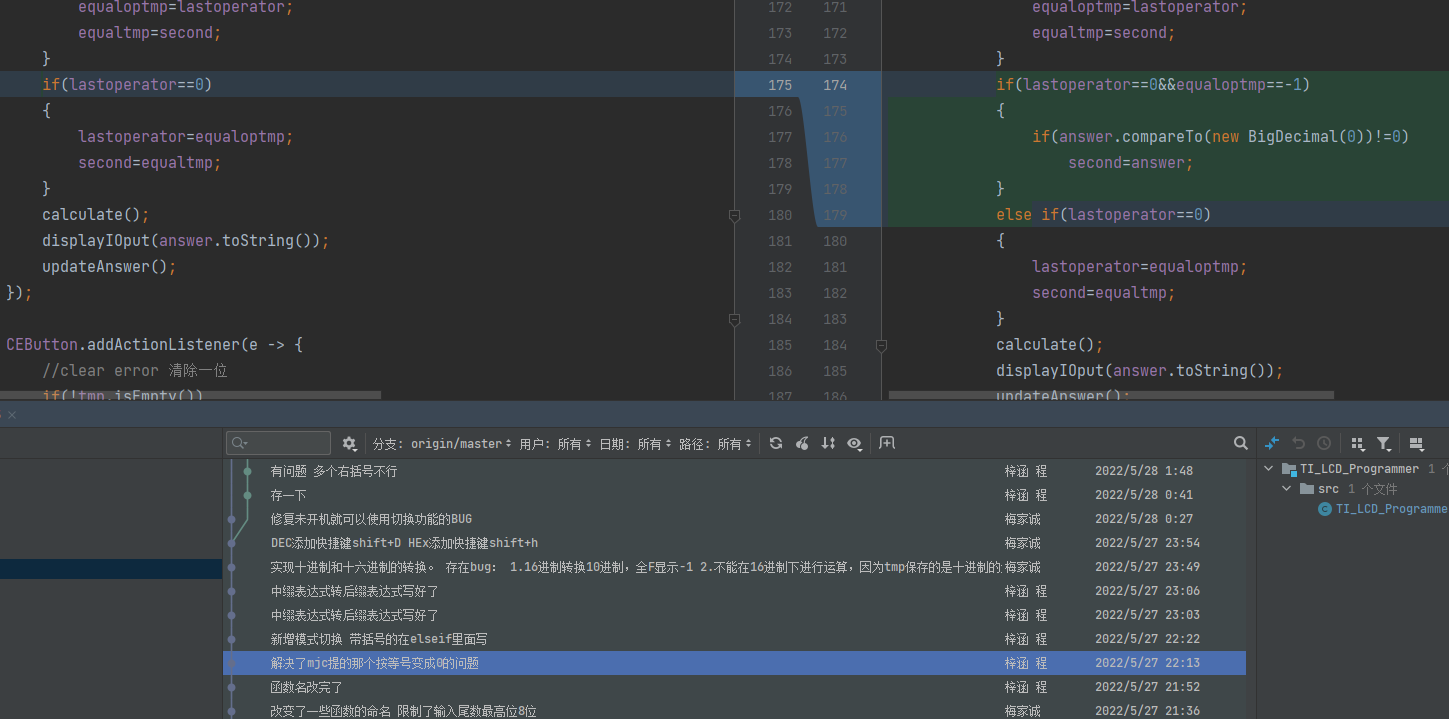 equaloptmp=lastoperator;
equaltmp=second;
}
if(lastoperator==0)
{
lastoperator=equaloptmp;
second=equaltmp;
}
calculate();
displayIOput(answer.toString());
updateAnswer();
});
CEButton.addActionListener(e -> {
//clear error 清除一位
if(!tmp.isEmpty())
172 171
173 172
174 173
175 174
176 175
177 176
178 177
179 178
180 179
181 180
182 181
183 182
184 183
185 184
186 185
187 186
equaloptmp=lastoperator;
equaltmp=second;
}
if(lastoperator==0&&equaloptmp==-1)
{
if(answer.compareTo(new BigDecimal(0))!=0)
second=answer;
}
else if(lastoperator==0)
{
lastoperator=equaloptmp;
second=equaltmp;
}
calculate();
displayIOput(answer.toString());
updateAnswer();
分支: origin/master 用户: 所有 日期: 所有 路径: 所有
有问题 多个右括号不行 梓涵 程 2022/5/28 1:48
存一下 梓涵 程 2022/5/28 0:41
修复未开机就可以使用切换功能的BUG 梅家诚 2022/5/28 0:27
DEC添加快捷键shift+D HEx添加快捷键shift+h 梅家诚 2022/5/27 23:54
实现十进制和十六进制的转换。 存在bug: 1.16进制转换10进制，全F显示-1 2.不能在16进制下进行运算，因为tmp保存的是十进制的 梅家诚 2022/5/27 23:49
中缀表达式转后缀表达式写好了 梓涵 程 2022/5/27 23:06
中缀表达式转后缀表达式写好了 梓涵 程 2022/5/27 23:03
新增模式切换 带括号的在elseif里面写 梓涵 程 2022/5/27 22:22
解决了mjc提的那个按等号变成0的问题 梓涵 程 2022/5/27 22:13
函数名改完了 梓涵 程 2022/5/27 21:52
改变了一些函数的命名 限制了输入尾数最高位8位 梅家诚 2022/5/27 21:36
TI_LCD_Programmer 1 个
src 1 个文件
C TI_LCD_Programme